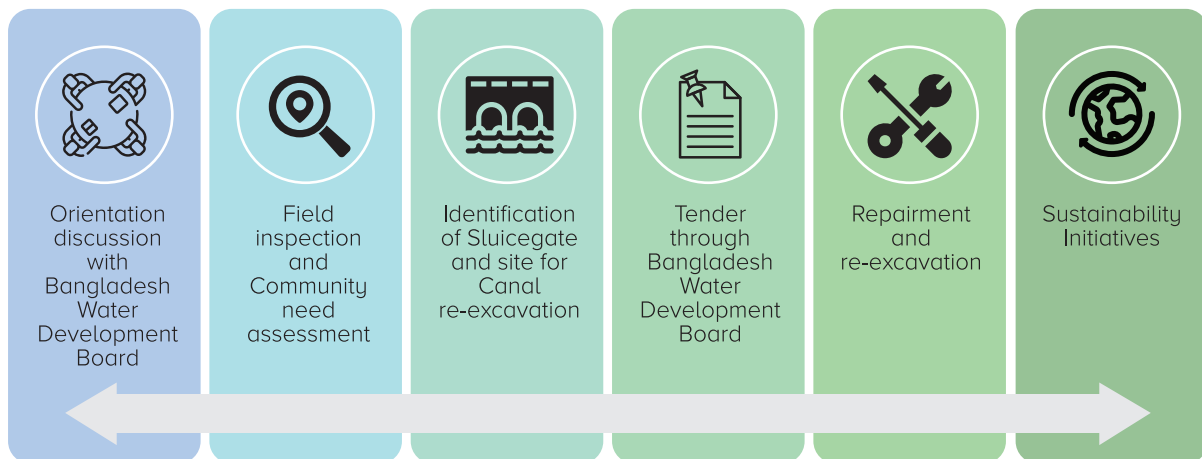 Orientation
discussion
with
Bangladesh
Water
Development
Board
Field
inspection
and
Community
need
assessment
Identification
of Sluicegate
and site for
Canal
re-excavation
Tender
through
Bangladesh
Water
Development
Board
Repairment
and
re-excavation
Sustainability
Initiatives